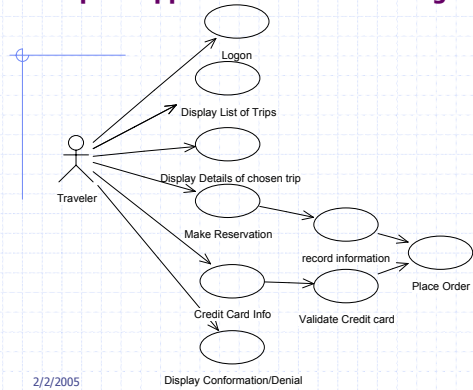 Logon
Display List of Trips
Display Details of chosen trip
Traveler
Make Reservation
record information
Place Order
Credit Card Info
Validate Credit card
2/2/2005
Display Conformation/Denial